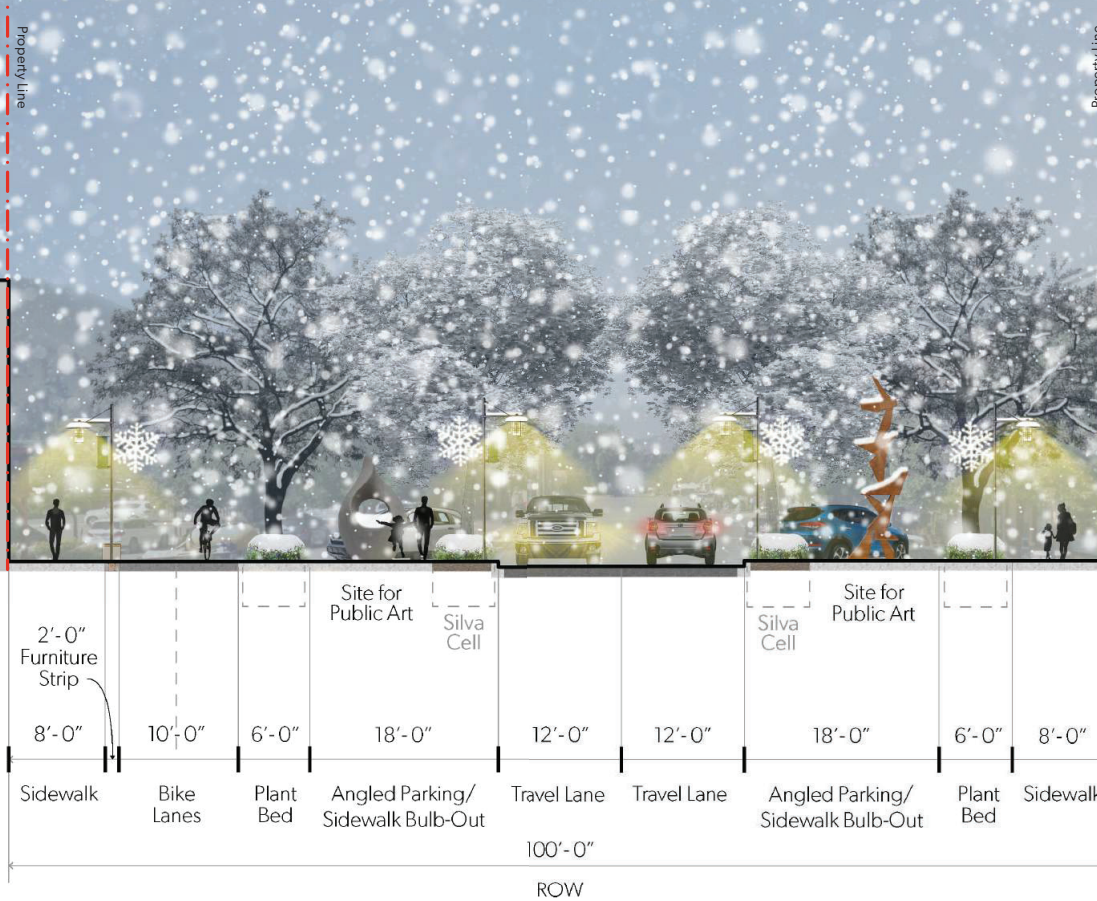 Property Line
Property Line
Site for
Public Art
Silva
Cell
Silva
Cell
Site for
Public Art
2'-0"
Furniture
Strip
8'-0"
10'-0"
6'-0"
18'-0"
12'-0"
12'-0"
18'-0"
6'-0"
8'-0"
Sidewalk
Bike
Lanes
Plant
Bed
Angled Parking/
Sidewalk Bulb-Out
Travel Lane
Travel Lane
Angled Parking/
Sidewalk Bulb-Out
Plant
Bed
Sidewalk
100'-0"
ROW